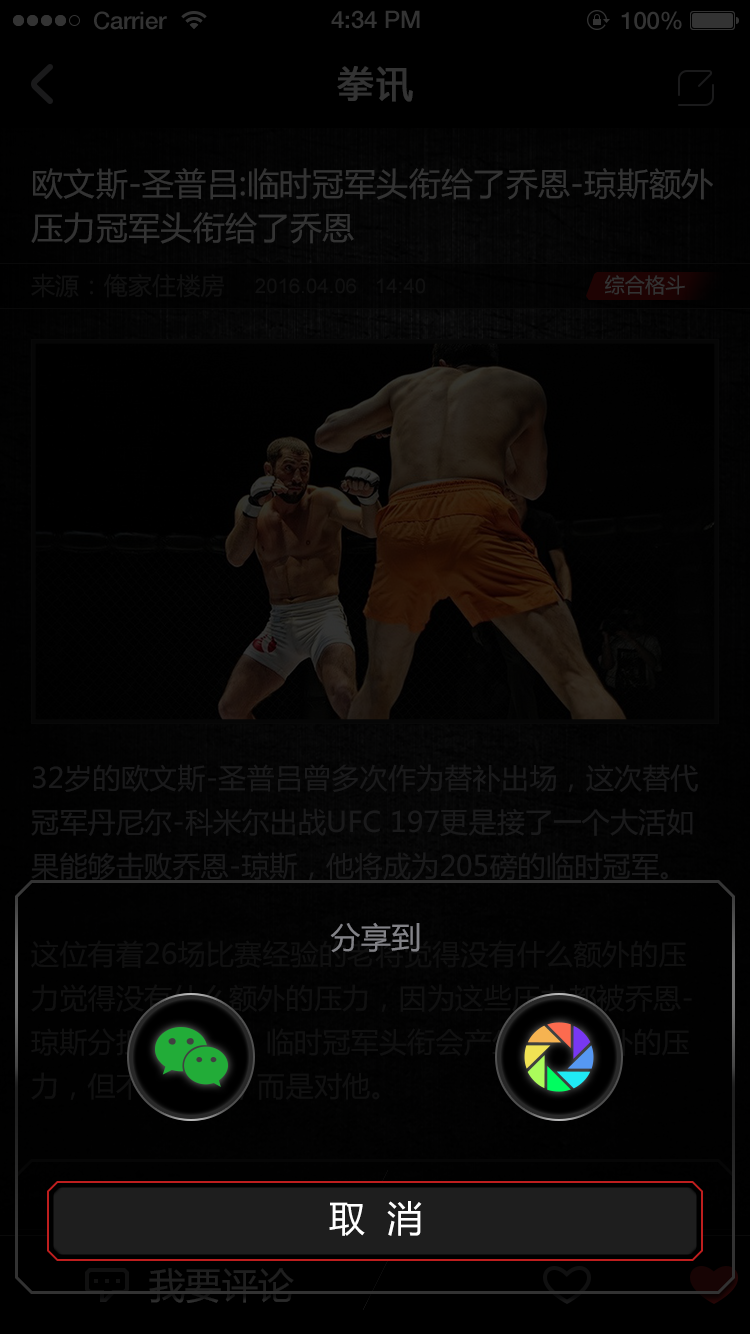 Carrier
4:34 PM
100%
拳讯
欧文斯-圣普吕:临时冠军头衔给了乔恩-琼斯额外
压力冠军头衔给了乔恩
来源：俺家住楼房 2016.04.06 14:40
综合格斗
32岁的欧文斯-圣普吕曾多次作为替补出场，这次替代
冠军丹尼尔-科米尔出战UFC 197更是接了一个大活如
果能够击败乔恩-琼斯，他将成为205磅的临时冠军。
分享到
这位有着26场比赛经验的老将觉得没有什么额外的压
力觉得没有什么额外的压力，因为这些压力都被乔恩-
琼斯分担 临时冠军头衔会产 外的压
力，但不 而是对他。
取 消
我要评论